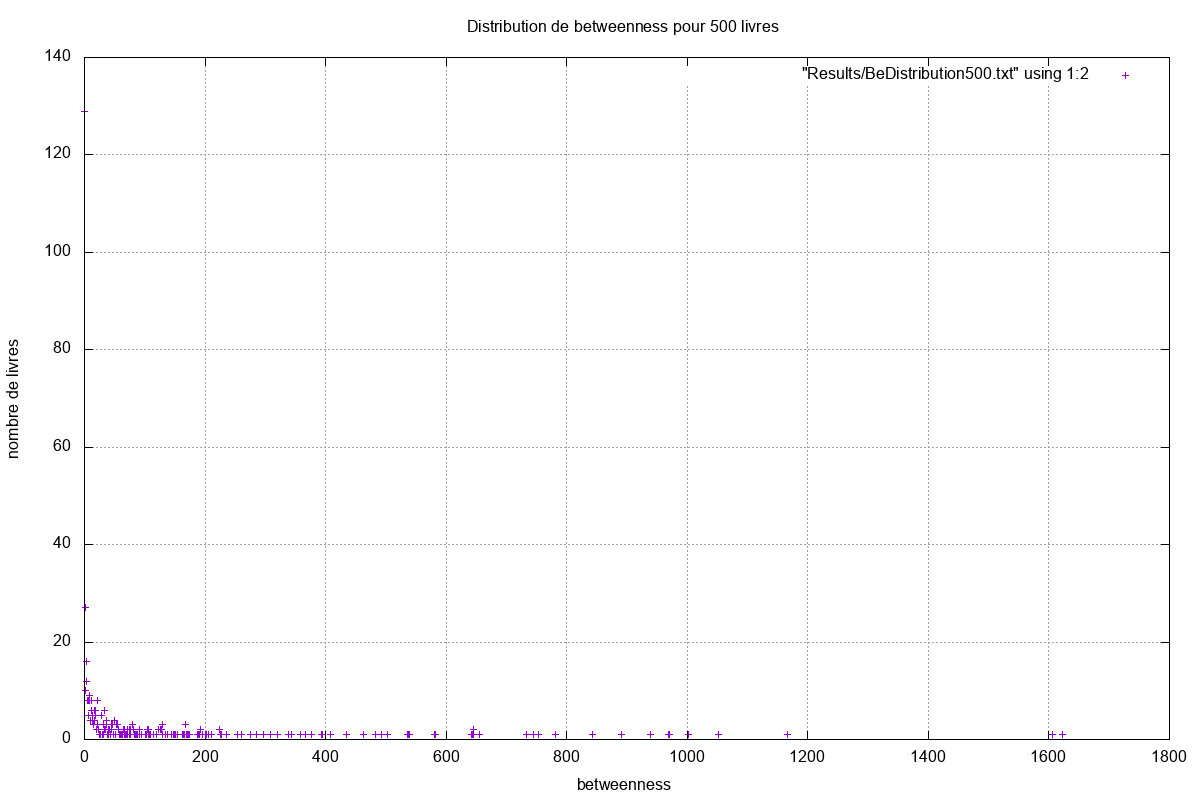 Distribution de betweenness pour 500 livres
"Results/BeDistribution500.txt" using 1:2
140
120
100
80
60
40
20
0
nombre de livres
0 200 400 600 800 1000 1200 1400 1600 1800
betweenness